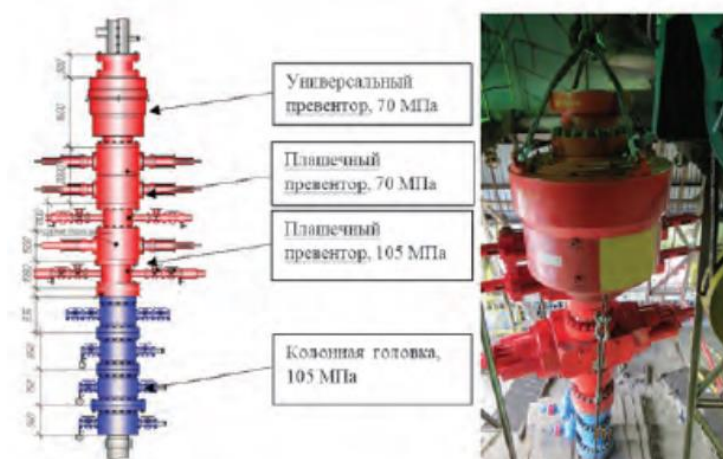 Универсальный
превентор, 70 МПа
Плашечный
превентор, 70 МПа
Плашечный
превентор, 105 МПа
Колонная головка,
105 МПа